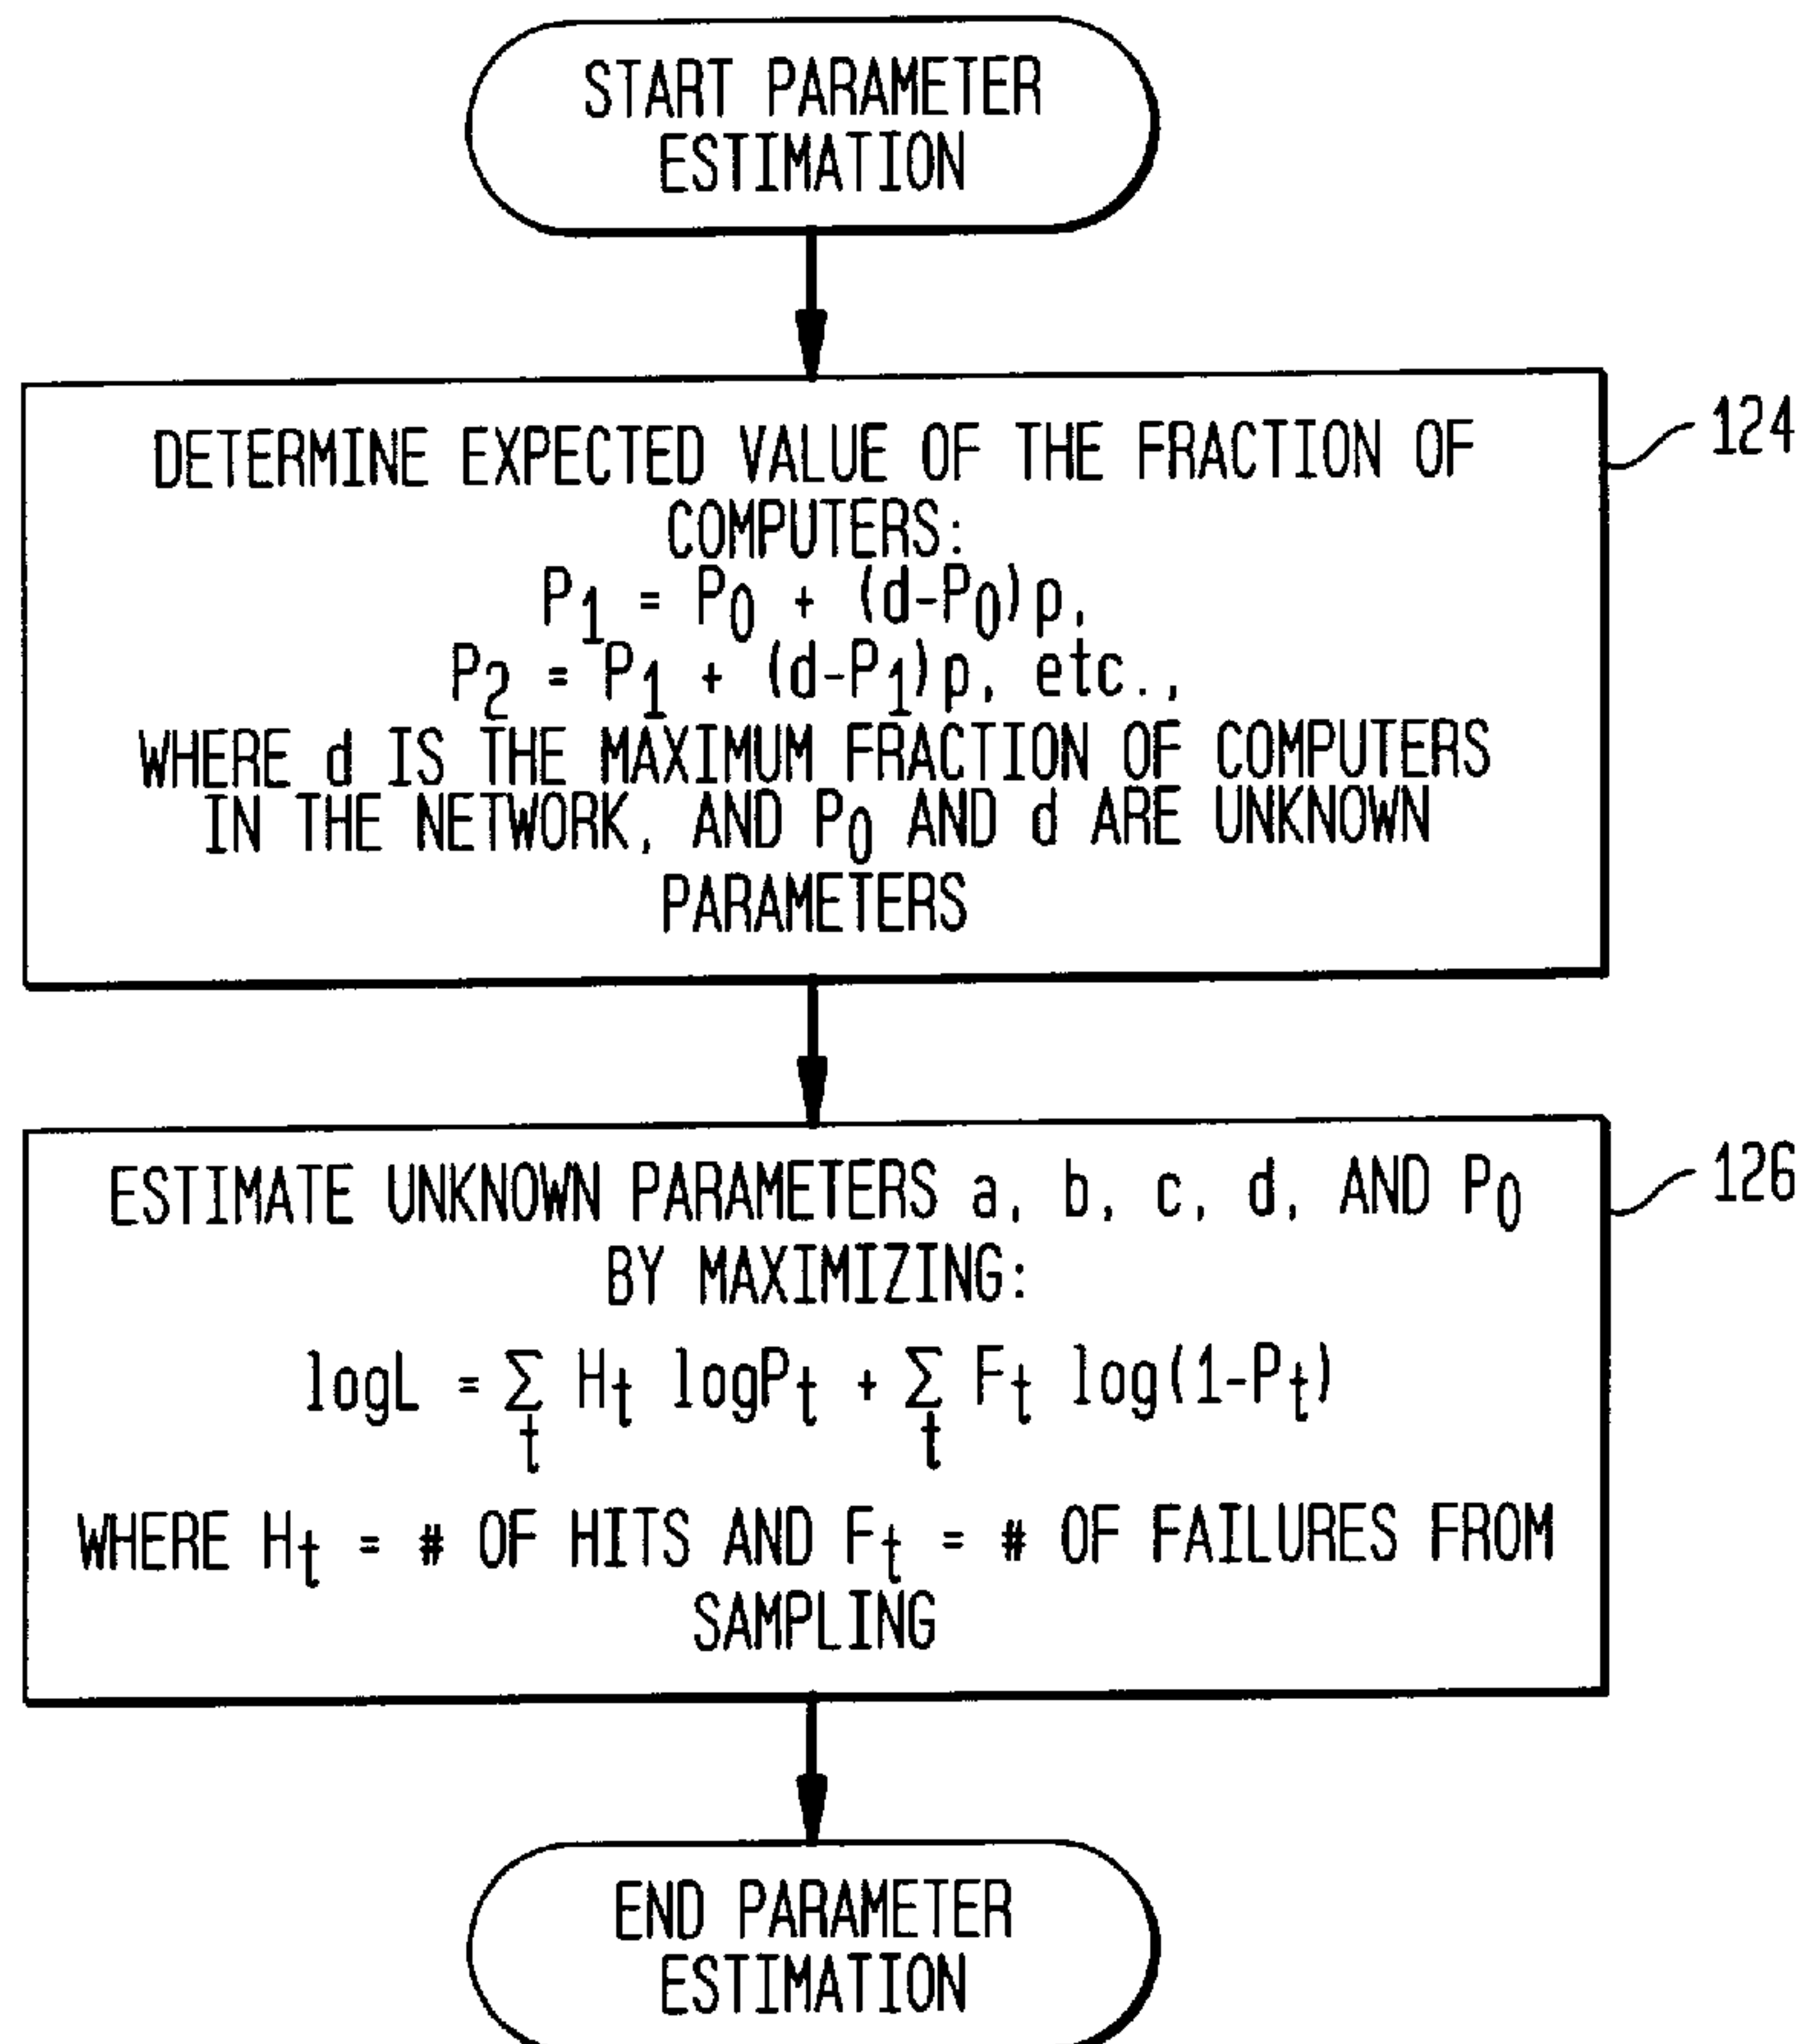 START PARAMETER
ESTIMATION
DETERMINE EXPECTED VALUE OF THE FRACTION OF
COMPUTERS:
P₁ = P₀ + (d-P₀)p,
P₂ = P₁ + (d-P₁)p, etc.,
WHERE d IS THE MAXIMUM FRACTION OF COMPUTERS
IN THE NETWORK, AND P₀ AND d ARE UNKNOWN
PARAMETERS
124
ESTIMATE UNKNOWN PARAMETERS a, b, c, d, AND P₀
BY MAXIMIZING:
logL = ∑ₜ Hₜ logPₜ + ∑ₜ Fₜ log(1-Pₜ)
WHERE Hₜ = # OF HITS AND Fₜ = # OF FAILURES FROM
SAMPLING
126
END PARAMETER
ESTIMATION